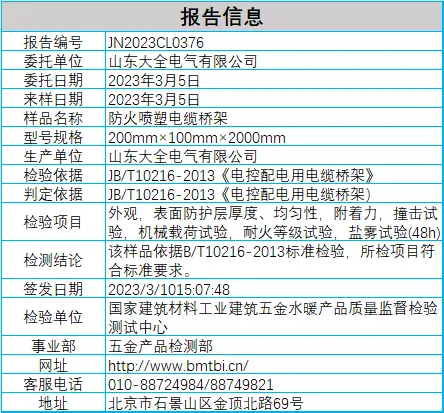 报告信息
报告编号 JN2023CL0376
委托单位 山东大全电气有限公司
委托日期 2023年3月5日
来样日期 2023年3月5日
样品名称 防火喷塑电缆桥架
型号规格 200mm×100mm×2000mm
生产单位 山东大全电气有限公司
检验依据 JB/T10216-2013《电控配电用电缆桥架》
判定依据 JB/T10216-2013《电控配电用电缆桥架）
检验项目 外观，表面防护层厚度、均匀性，附着力，撞击试
验，机械载荷试验，耐火等级试验，盐雾试验(48h)
检测结论 该样品依据B/T10216-2013标准检验，所检项目符
合标准要求。
签发日期 2023/3/1015:07:48
检验单位 国家建筑材料工业建筑五金水暖产品质量监督检验
测试中心
事业部 五金产品检测部
网址 http://www.bmtbi.cn/
客服电话 010-88724984/88749821
地址 北京市石景山区金顶北路69号